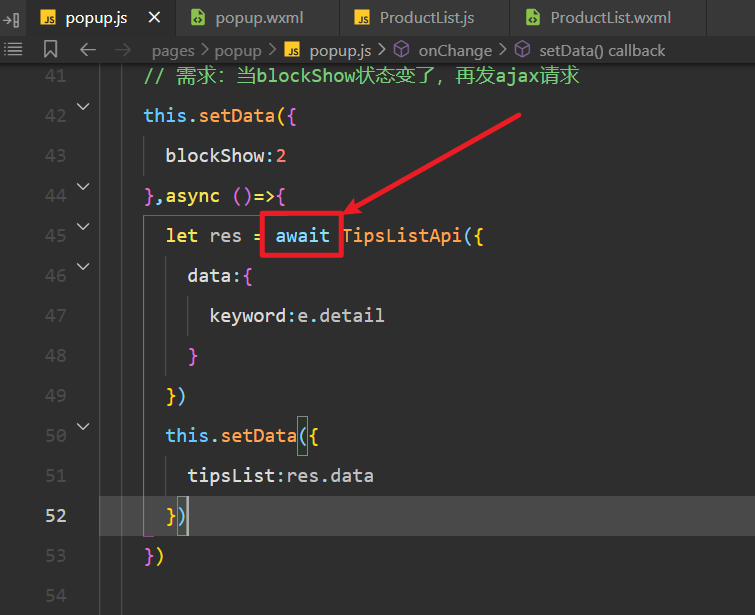 popup.js
popup.wxml
ProductList.js
ProductList.wxml
pages > popup > JS popup.js > onChange > setData() callback
41 // 需求：当blockShow状态变了，再发ajax请求
42 this.setData({
43 blockShow:2
44 },async ()=>{
45 let res = await TipsListApi({
46 data:{
47 keyword:e.detail
48 }
49 })
50 this.setData({
51 tipsList:res.data
52 })
53 })
54